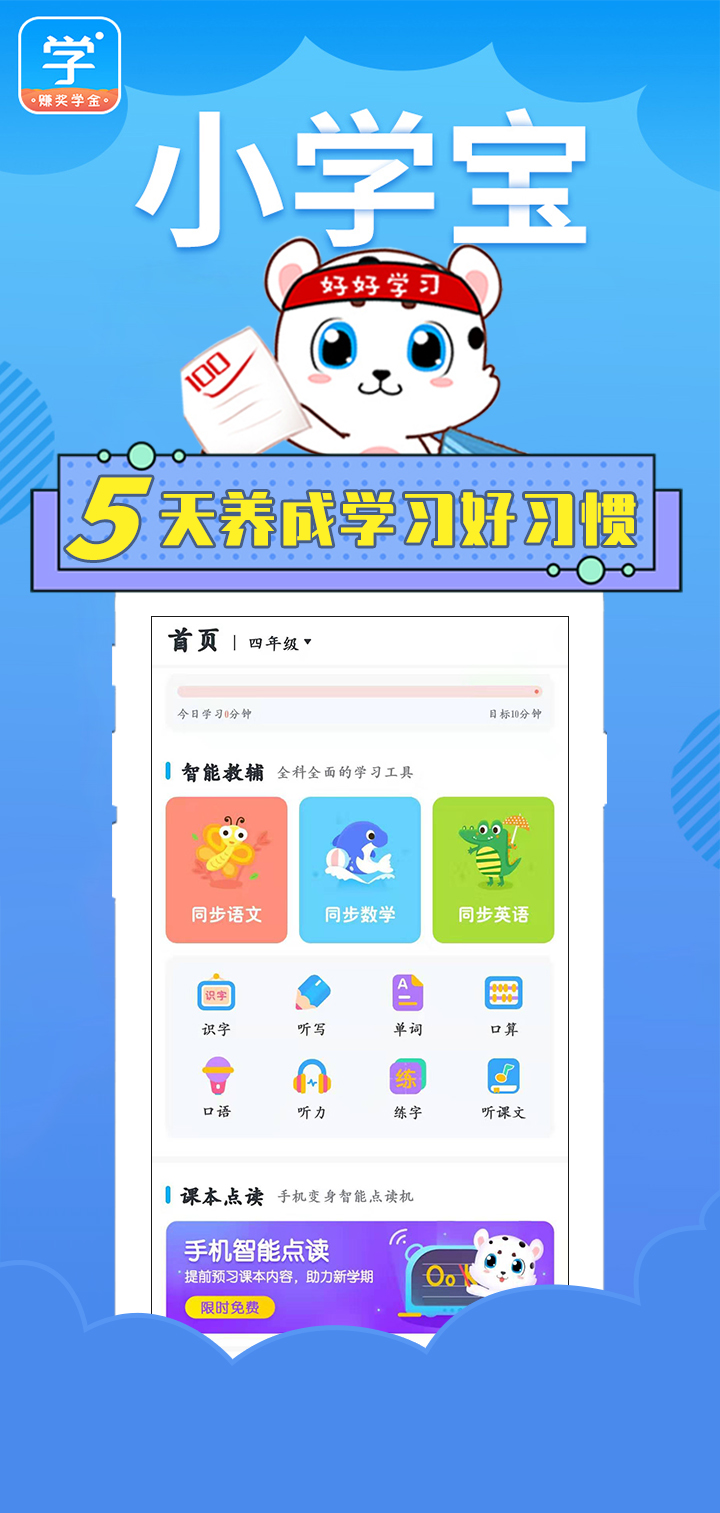 学
赚奖学金
小学宝
好好学习
100
5天养成学习好习惯
首页 | 四年级
今日学习0分钟 目标10分钟
智能教辅 全科全面的学习工具
同步语文 同步数学 同步英语
识字
A
识字 听写 单词 口算
练
口语 听力 练字 听课文
课本点读 手机变身智能点读机
手机智能点读
提前预习课本内容，助力新学期
限时免费